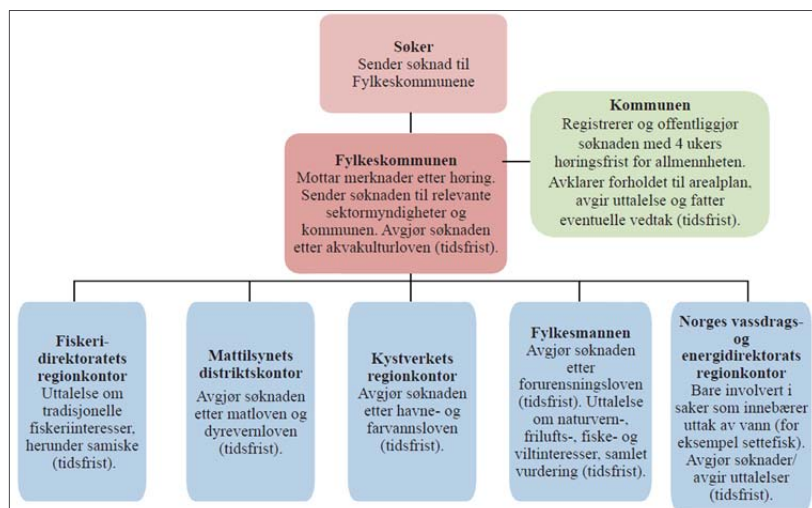 Søker
Sender søknad til
Fylkeskommunene
Kommunen
Registrerer og offentliggjør
søknaden med 4 ukers
høringsfrist for allmennheten.
Avklarer forholdet til arealplan,
avgir uttalelse og fatter
eventuelle vedtak (tidsfrist).
Fylkeskommunen
Mottar merknader etter høring.
Sender søknaden til relevante
sektormyndigheter og
kommunen. Avgjør søknaden
etter akvakulturloven (tidsfrist).
Fiskeri-
direktoratets
regionkontor
Uttalelse om
tradisjonelle
fiskeriinteresser,
herunder samiske
(tidsfrist).
Mattilsynets
distriktskontor
Avgjør søknaden
etter matloven og
dyrevernloven
(tidsfrist).
Kystverkets
regionkontor
Avgjør søknaden
etter havne- og
farvannsloven
(tidsfrist).
Fylkesmannen
Avgjør søknaden
etter
forurensningsloven
(tidsfrist). Uttalelse
om naturvern-,
frilufts-, fiske- og
viltinteresser, samlet
vurdering (tidsfrist).
Norges vassdrags-
og
energidirektorats
regionkontor
Bare involvert i
saker som innebærer
uttak av vann (for
eksempel settefisk).
Avgjør søknader/
avgir uttalelser
(tidsfrist).